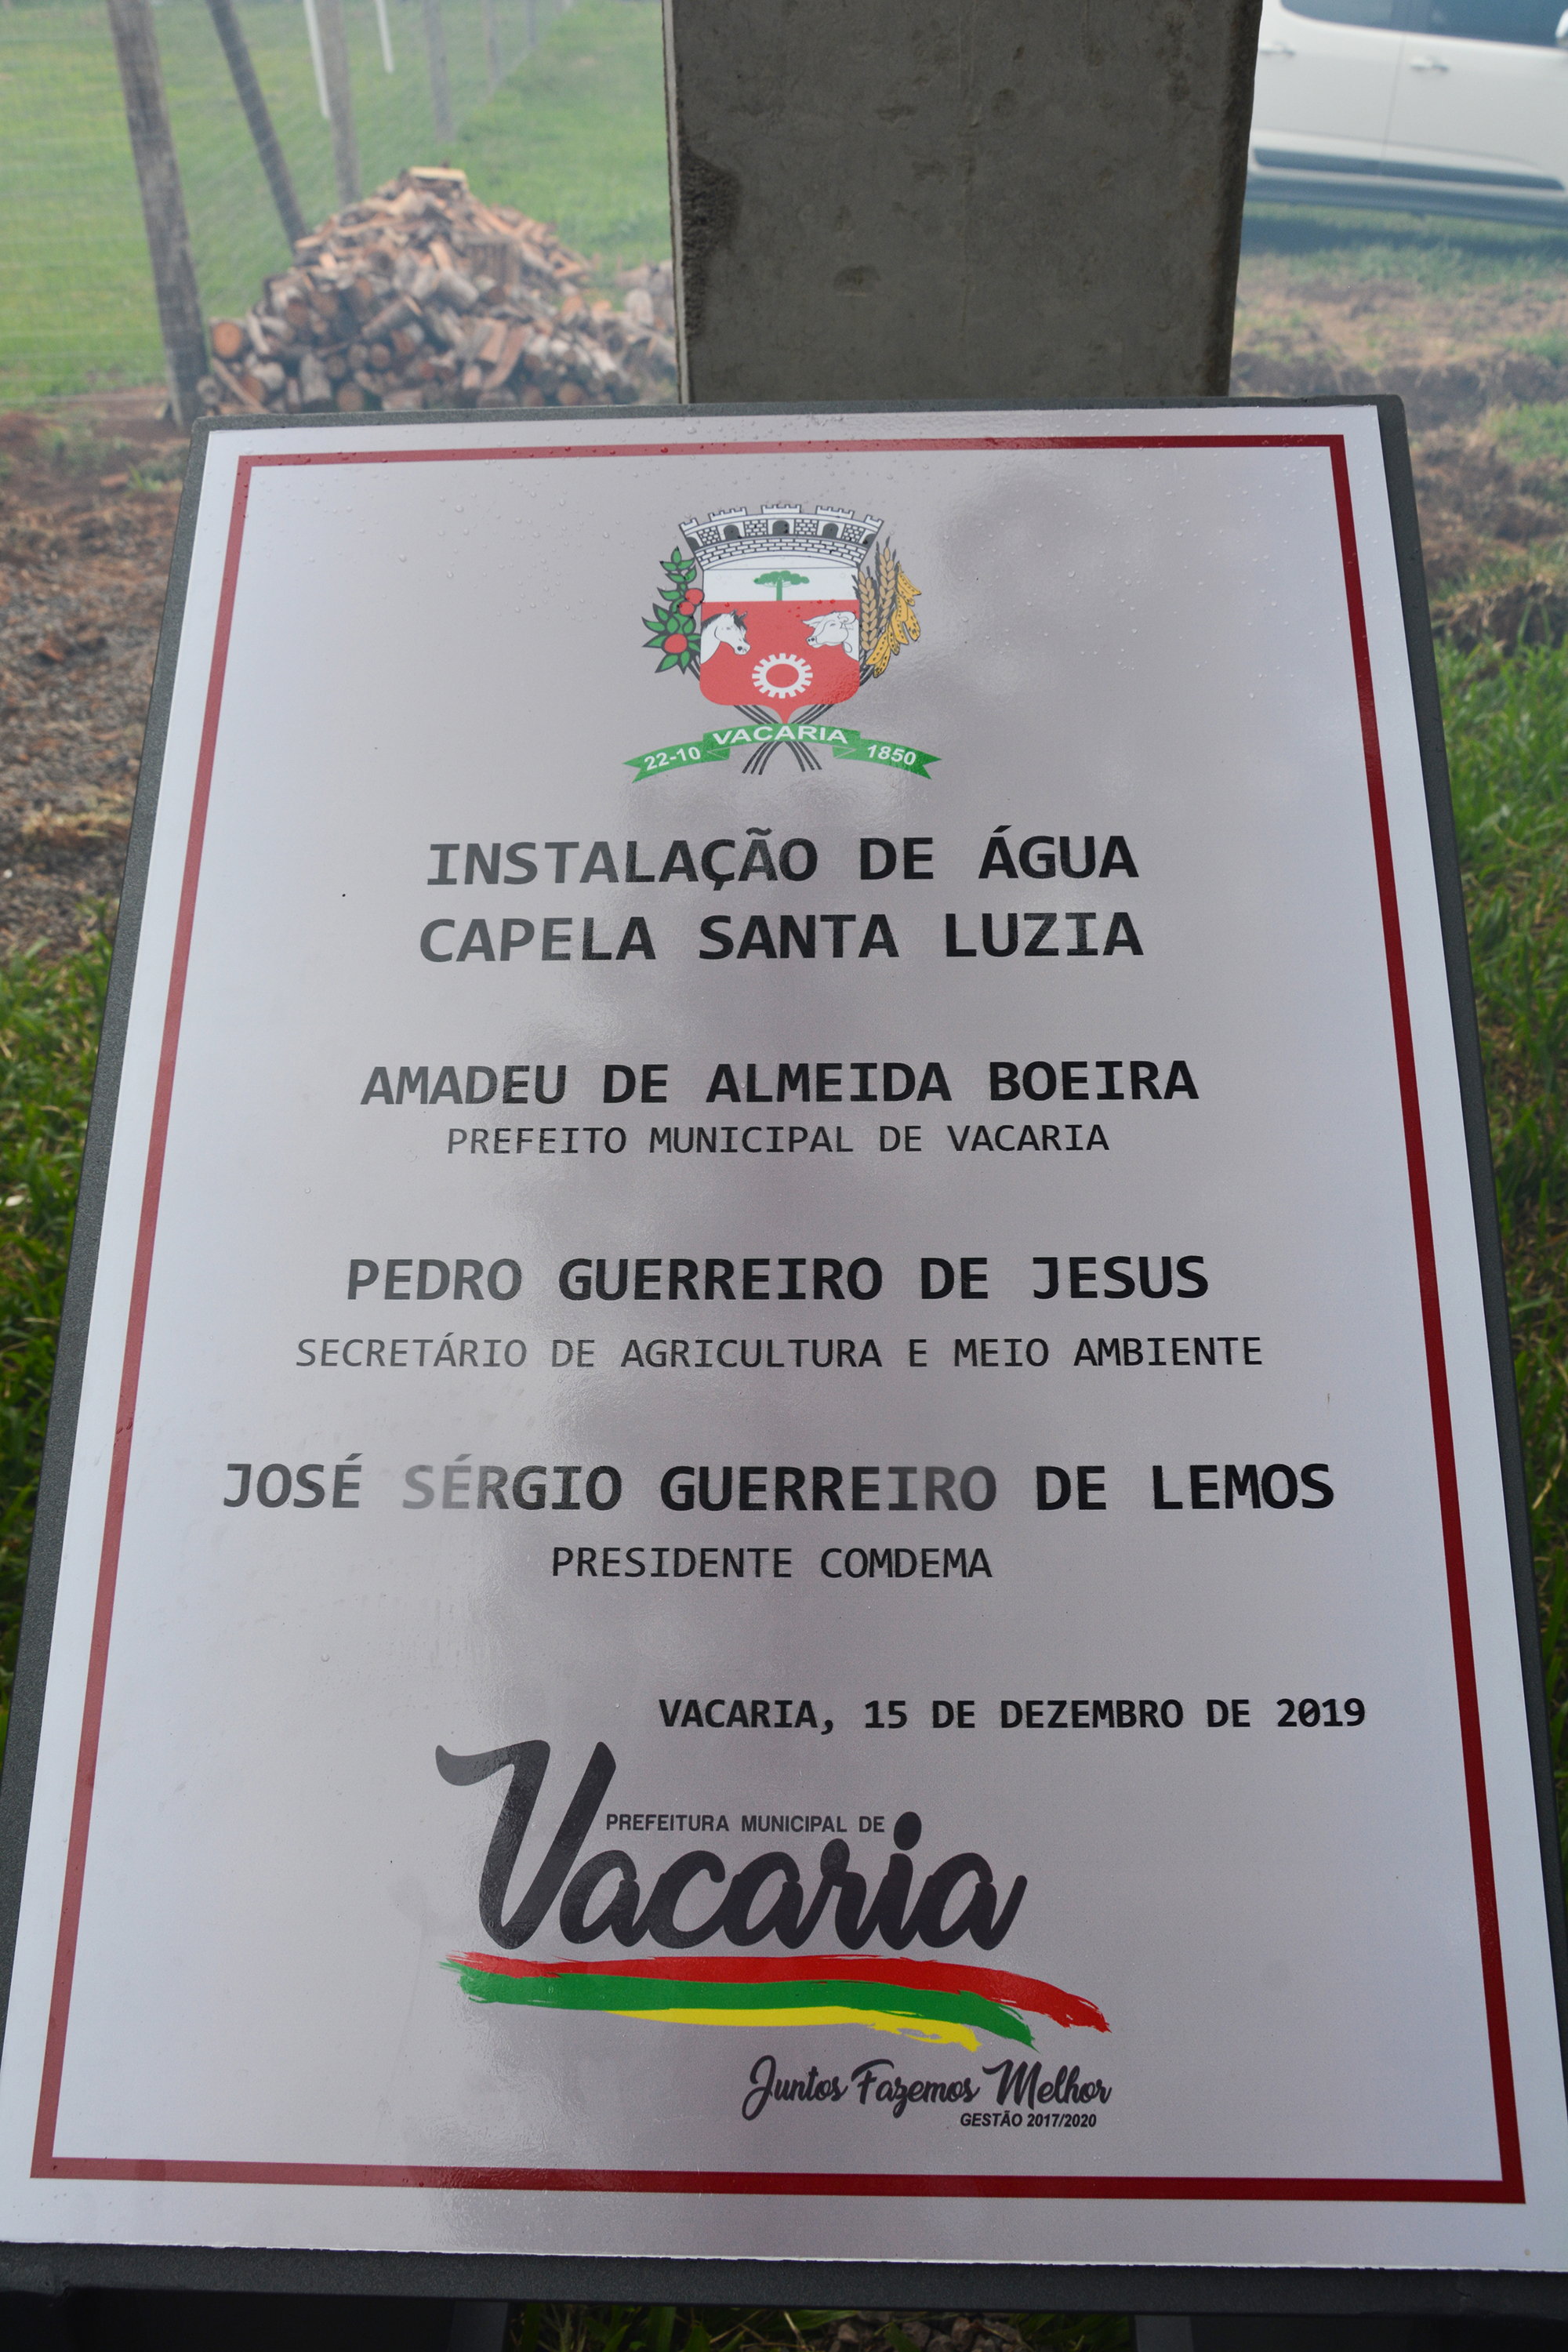 22-10 VACARIA 1850
INSTALAÇÃO DE ÁGUA
CAPELA SANTA LUZIA
AMADEU DE ALMEIDA BOEIRA
PREFEITO MUNICIPAL DE VACARIA
PEDRO GUERREIRO DE JESUS
SECRETÁRIO DE AGRICULTURA E MEIO AMBIENTE
JOSÉ SÉRGIO GUERREIRO DE LEMOS
PRESIDENTE COMDEMA
VACARIA, 15 DE DEZEMBRO DE 2019
PREFEITURA MUNICIPAL DE
Vacaria
Juntos Fazemos Melhor
GESTÃO 2017/2020